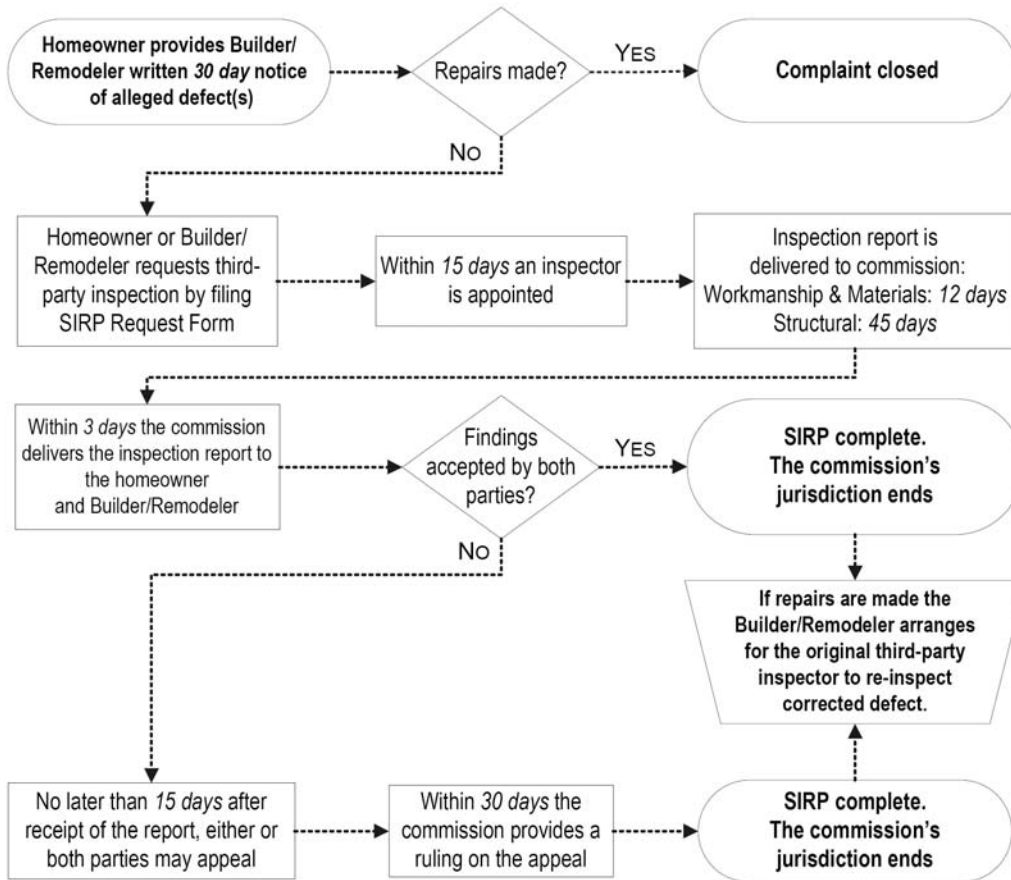 Homeowner provides Builder/
Remodeler written 30 day notice
of alleged defect(s)
Repairs made?
YES
Complaint closed
NO
Homeowner or Builder/
Remodeler requests third-
party inspection by filing
SIRP Request Form
Within 15 days an inspector
is appointed
Inspection report is
delivered to commission:
Workmanship & Materials: 12 days
Structural: 45 days
Within 3 days the commission
delivers the inspection report to
the homeowner
and Builder/Remodeler
Findings
accepted by both
parties?
YES
SIRP complete.
The commission's
jurisdiction ends
NO
If repairs are made the
Builder/Remodeler arranges
for the original third-party
inspector to re-inspect
corrected defect.
No later than 15 days after
receipt of the report, either or
both parties may appeal
Within 30 days the
commission provides a
ruling on the appeal
SIRP complete.
The commission's
jurisdiction ends